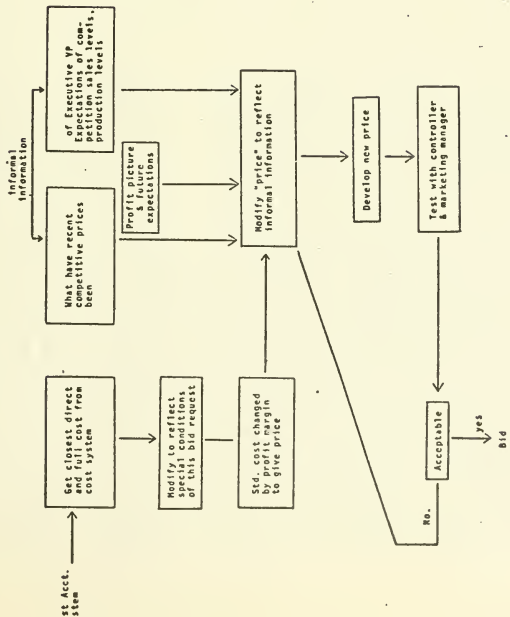 informal
information
What have recent
competitive prices
been
of Executive VP
Expectations of com-
petition sales levels,
production levels
Profit picture
& future
expectations
st Acct.
stem
Get closest direct
and full cost from
cost system
Modify to reflect
special conditions
of this bid request
Std. cost changed
by profit margin
to give price
Modify "price" to reflect
informal information
Develop new price
Test with controller
& marketing manager
Acceptable
No.
yes
Bid